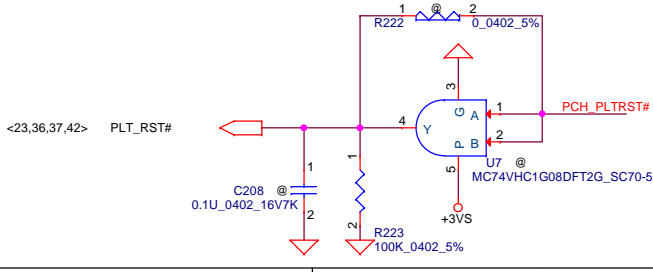 1 @ 2
R222 0_0402_5%
3
G
A 1 PCH_PLTRST#
<23,36,37,42> PLT_RST# 4 Y
P B 2
U7 @
MC74VHC1G08DFT2G_SC70-5
5
+3VS
1 1
C208 @
0.1U_0402_16V7K
2 2
R223
100K_0402_5%